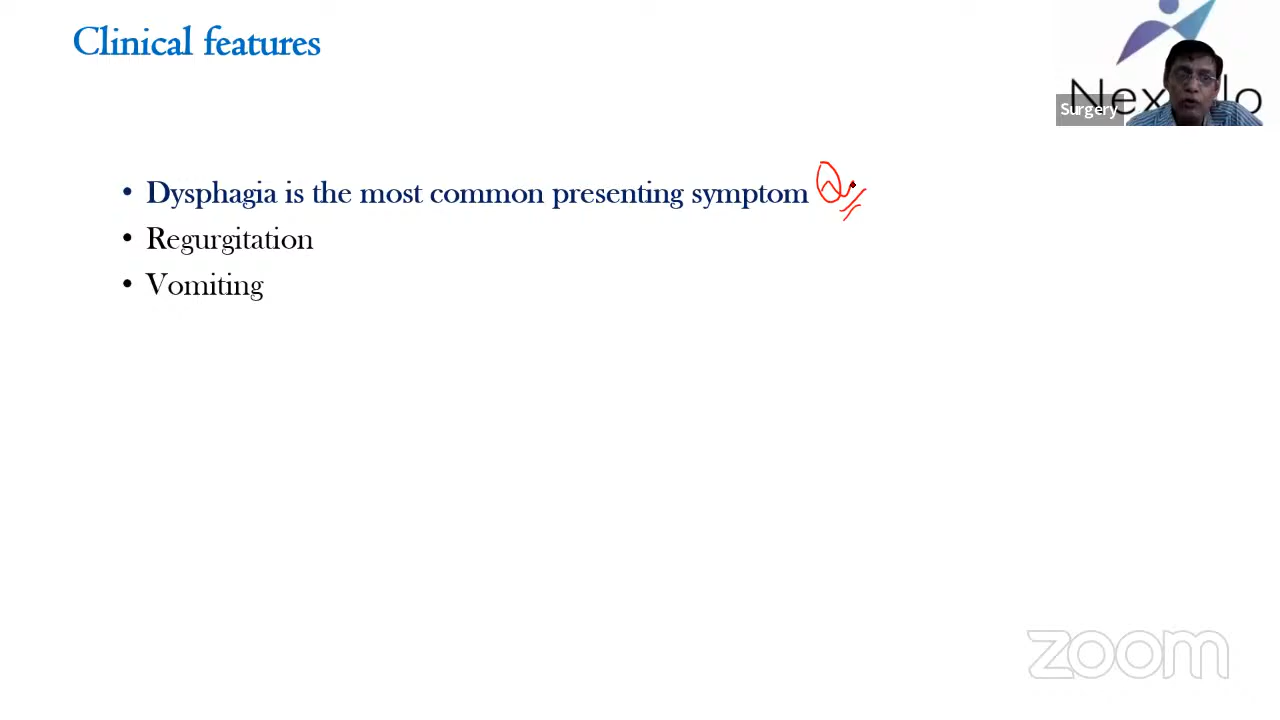 Clinical features
Surgery
• Dysphagia is the most common presenting symptom
• Regurgitation
• Vomiting
zoom